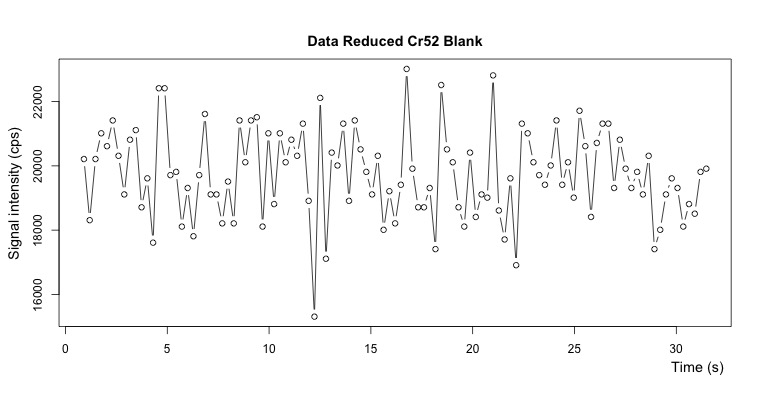 Data Reduced Cr52 Blank
Signal intensity (cps)
22000
20000
18000
16000
0 5 10 15 20 25 30
Time (s)